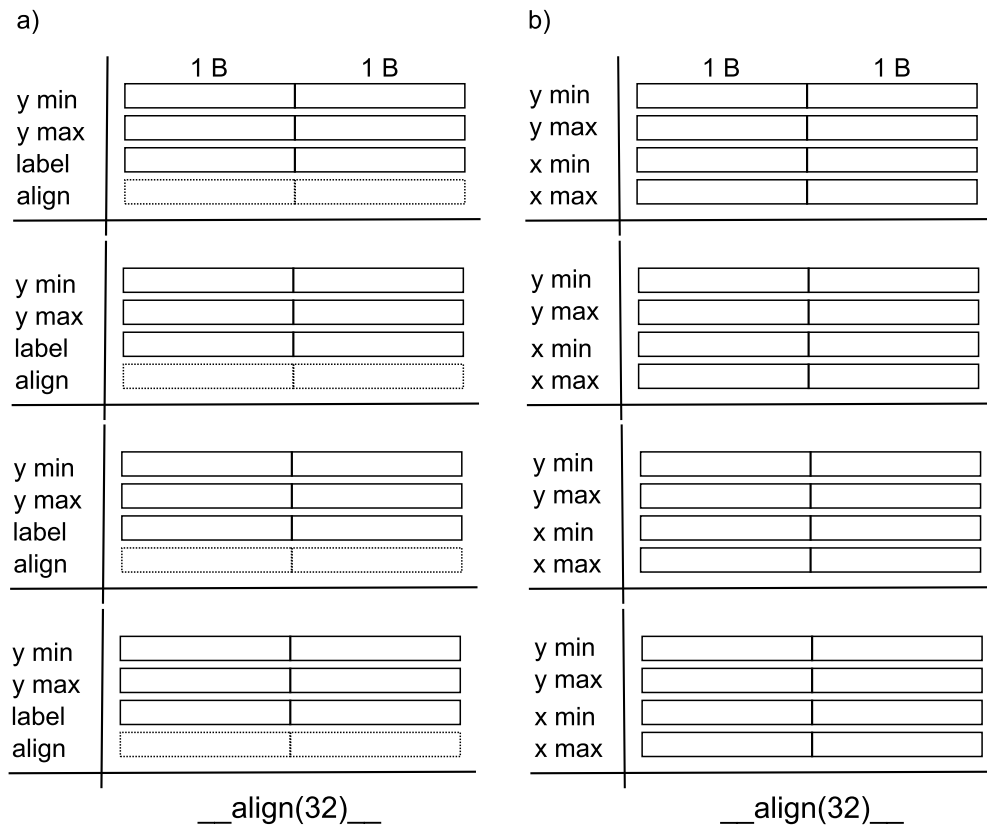 a)
1 B 1 B
y min
y max
label
align
y min
y max
label
align
y min
y max
label
align
y min
y max
label
align
__align(32)__
b)
1 B 1 B
y min
y max
x min
x max
y min
y max
x min
x max
y min
y max
x min
x max
y min
y max
x min
x max
__align(32)__